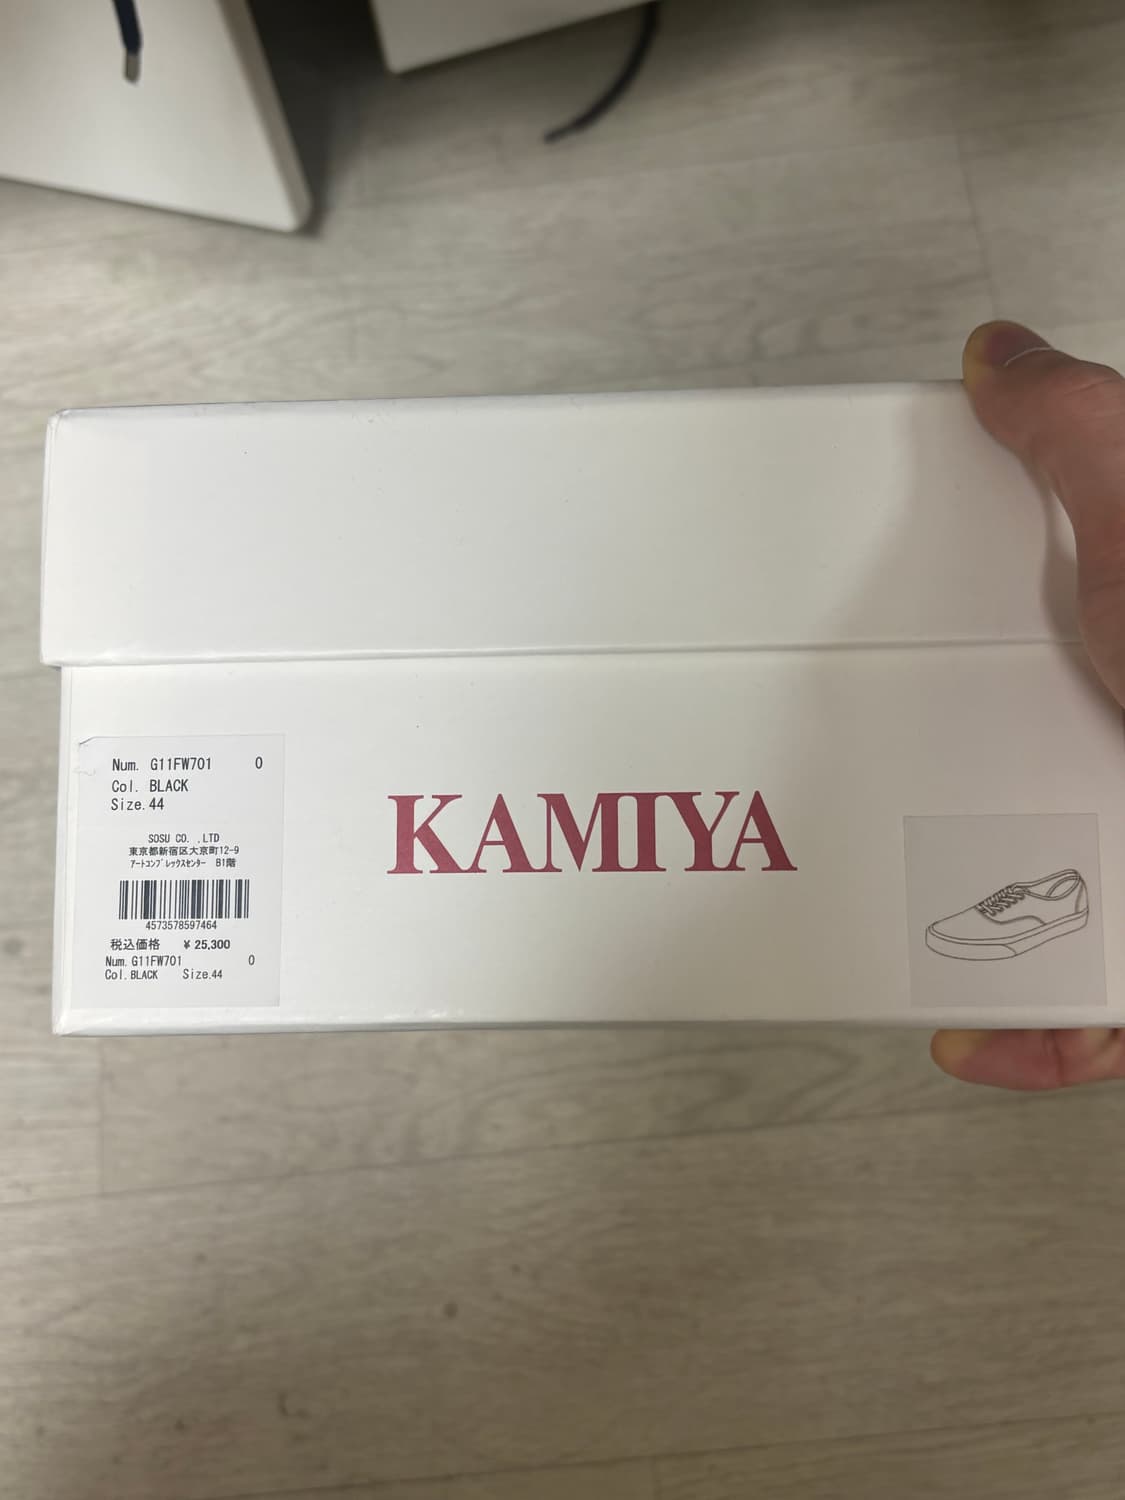 Num. G11FW701 0
Col. BLACK
Size.44
SOSU CO. ,LTD
東京都新宿区大京町12-9
アートコンプレックスセンター B1階
4573578597464
税込価格 ¥ 25,300
Num. G11FW701 0
Col. BLACK Size.44
KAMIYA